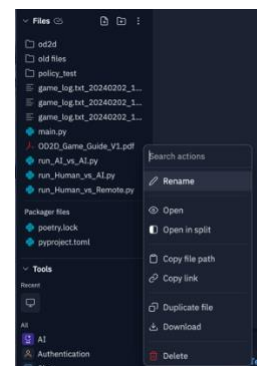 Files
od2d
old files
policy_test
game_log.txt_20240202_1...
game_log.txt_20240202_1...
game_log.txt_20240202_1...
main.py
OO2D_Game_Guide_V1.pdf
run_AI_vs_AI.py
run_Human_vs_AI.py
run_Human_vs_Remote.py
Packager files
poetry.lock
pyproject.toml
Tools
Recent
All
AI
Authentication
Search actions
Rename
Open
Open in split
Copy file path
Copy link
Duplicate file
Download
Delete